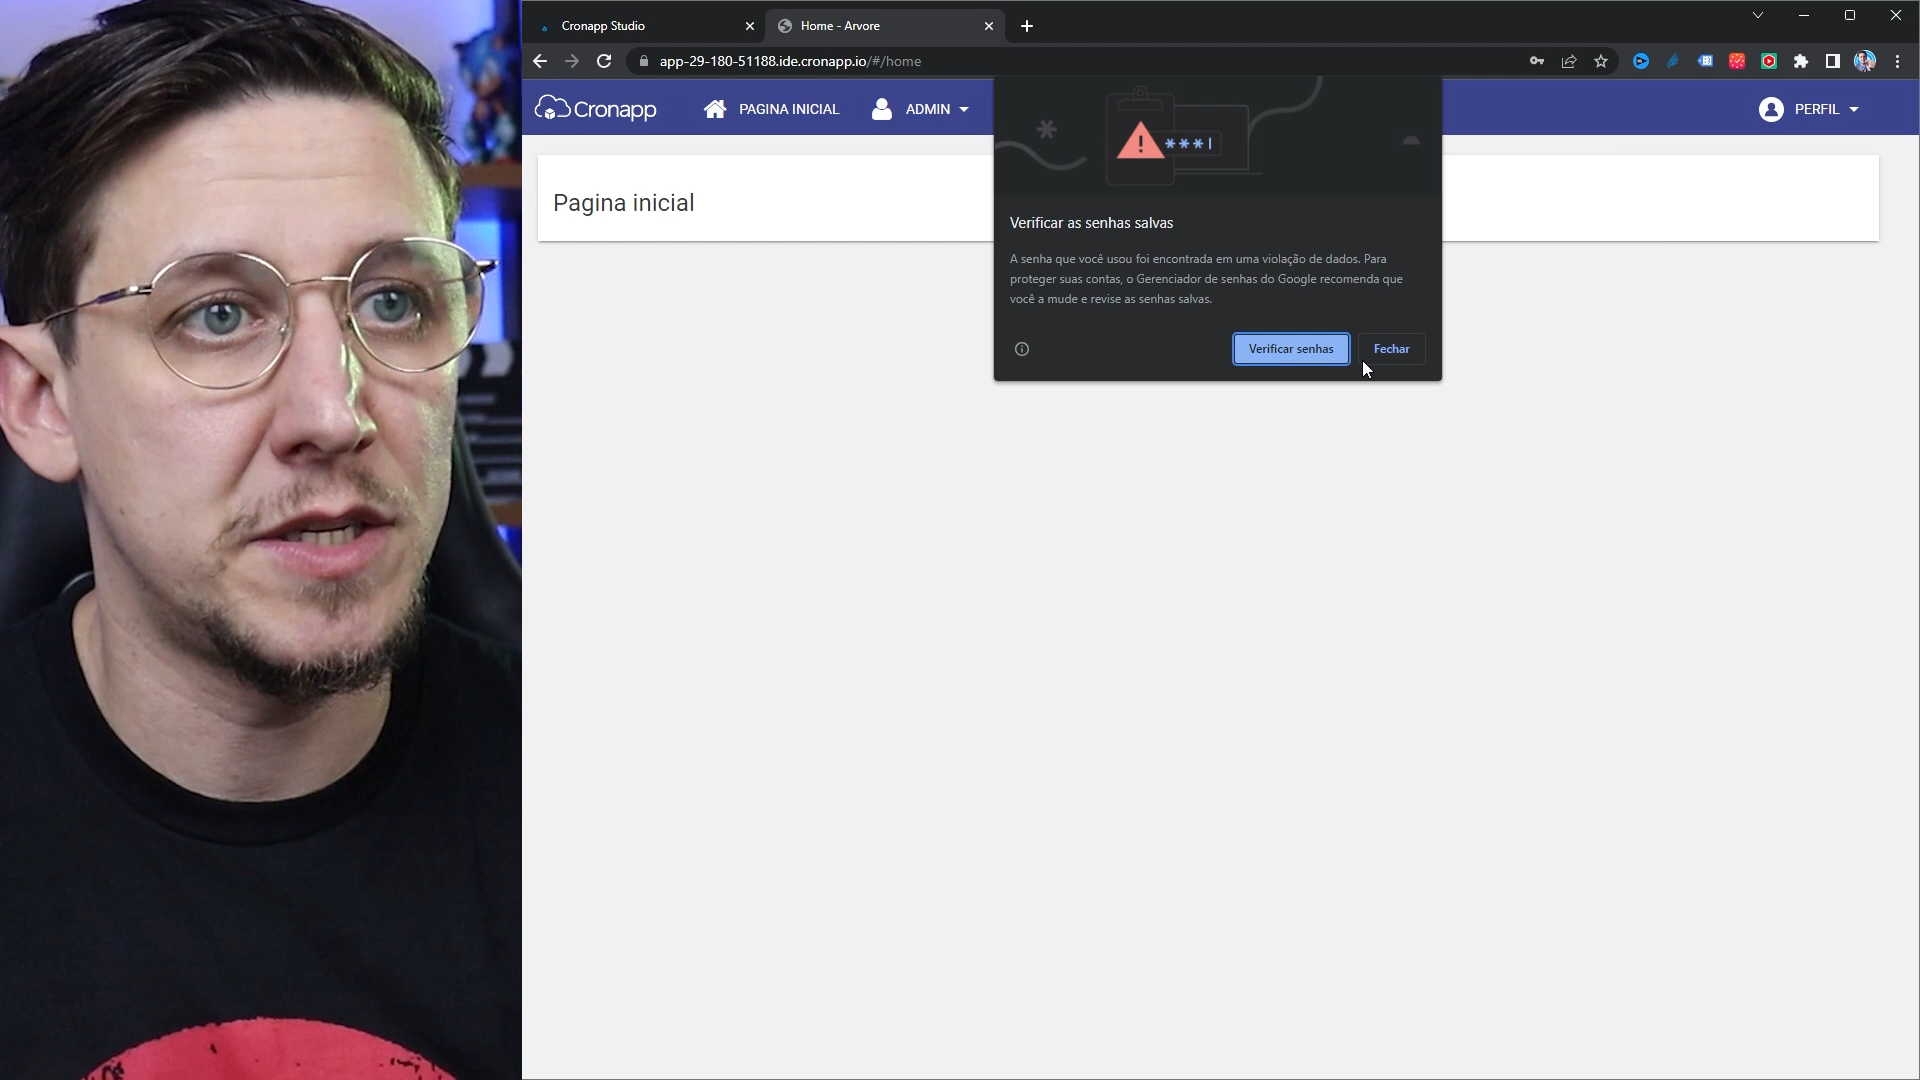 Cronapp Studio
Home - Arvore
app-29-180-51188.ide.cronapp.io/#/home
Cronapp
PAGINA INICIAL
ADMIN
PERFIL
***|
Pagina inicial
Verificar as senhas salvas
A senha que você usou foi encontrada em uma violação de dados. Para
proteger suas contas, o Gerenciador de senhas do Google recomenda que
você a mude e revise as senhas salvas.
Verificar senhas
Fechar